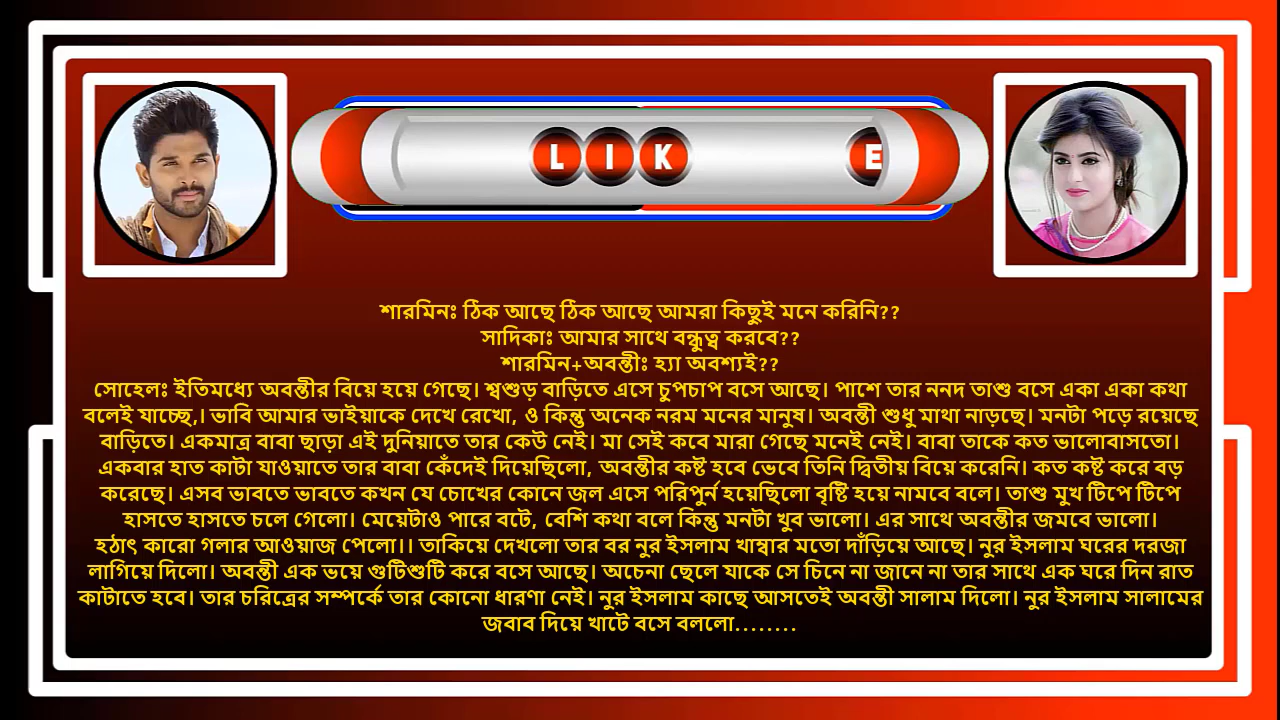 L I K E
শারমিনঃ ঠিক আছে ঠিক আছে আমরা কিছুই মনে করিনি??
সাদিকাঃ আমার সাথে বন্ধুত্ব করবে??
শারমিন+অবন্তীঃ হ্যা অবশ্যই??
সোহেলঃ ইতিমধ্যে অবন্তীর বিয়ে হয়ে গেছে। শ্বশুড় বাড়িতে এসে চুপচাপ বসে আছে। পাশে তার ননদ তাশু বসে একা একা কথা
বলেই যাচ্ছে,। ভাবি আমার ভাইয়াকে দেখে রেখো, ও কিন্তু অনেক নরম মনের মানুষ। অবন্তী শুধু মাথা নাড়ছে। মনটা পড়ে রয়েছে
বাড়িতে। একমাত্র বাবা ছাড়া এই দুনিয়াতে তার কেউ নেই। মা সেই কবে মারা গেছে মনেই নেই। বাবা তাকে কত ভালোবাসতো।
একবার হাত কাটা যাওয়াতে তার বাবা কেঁদেই দিয়েছিলো, অবন্তীর কষ্ট হবে ভেবে তিনি দ্বিতীয় বিয়ে করেনি। কত কষ্ট করে বড়
করেছে। এসব ভাবতে ভাবতে কখন যে চোখের কোনে জল এসে পরিপুর্ন হয়েছিলো বৃষ্টি হয়ে নামবে বলে। তাশু মুখ টিপে টিপে
হাসতে হাসতে চলে গেলো। মেয়েটাও পারে বটে, বেশি কথা বলে কিন্তু মনটা খুব ভালো। এর সাথে অবন্তীর জমবে ভালো।
হঠাৎ কারো গলার আওয়াজ পেলো।। তাকিয়ে দেখলো তার বর নুর ইসলাম খাম্বার মতো দাঁড়িয়ে আছে। নুর ইসলাম ঘরের দরজা
লাগিয়ে দিলো। অবন্তী এক ভয়ে গুটিশুটি করে বসে আছে। অচেনা ছেলে যাকে সে চিনে না জানে না তার সাথে এক ঘরে দিন রাত
কাটাতে হবে। তার চরিত্রের সম্পর্কে তার কোনো ধারণা নেই। নুর ইসলাম কাছে আসতেই অবন্তী সালাম দিলো। নুর ইসলাম সালামের
জবাব দিয়ে খাটে বসে বললো........